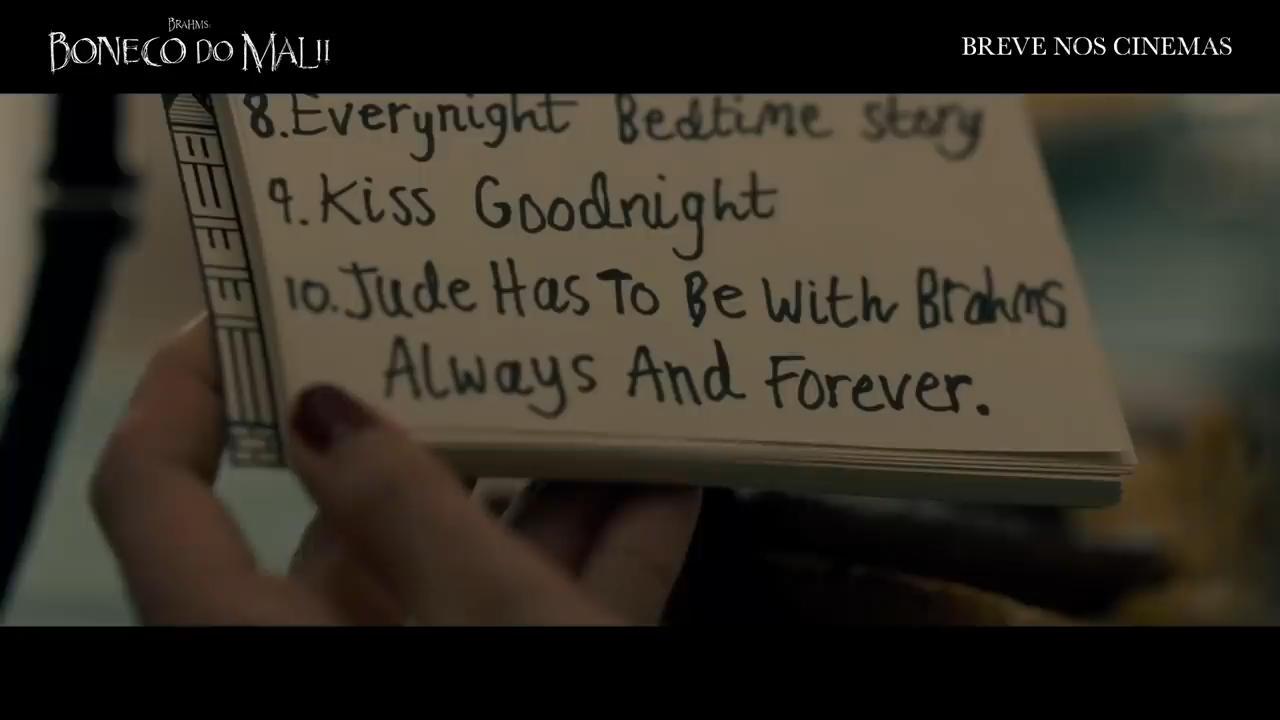 BRAHMS:
BONECO DO MAL II
BREVE NOS CINEMAS
8.Everynight Bedtime story
9.Kiss Goodnight
10.Jude Has To Be With Brahms
Always And Forever.